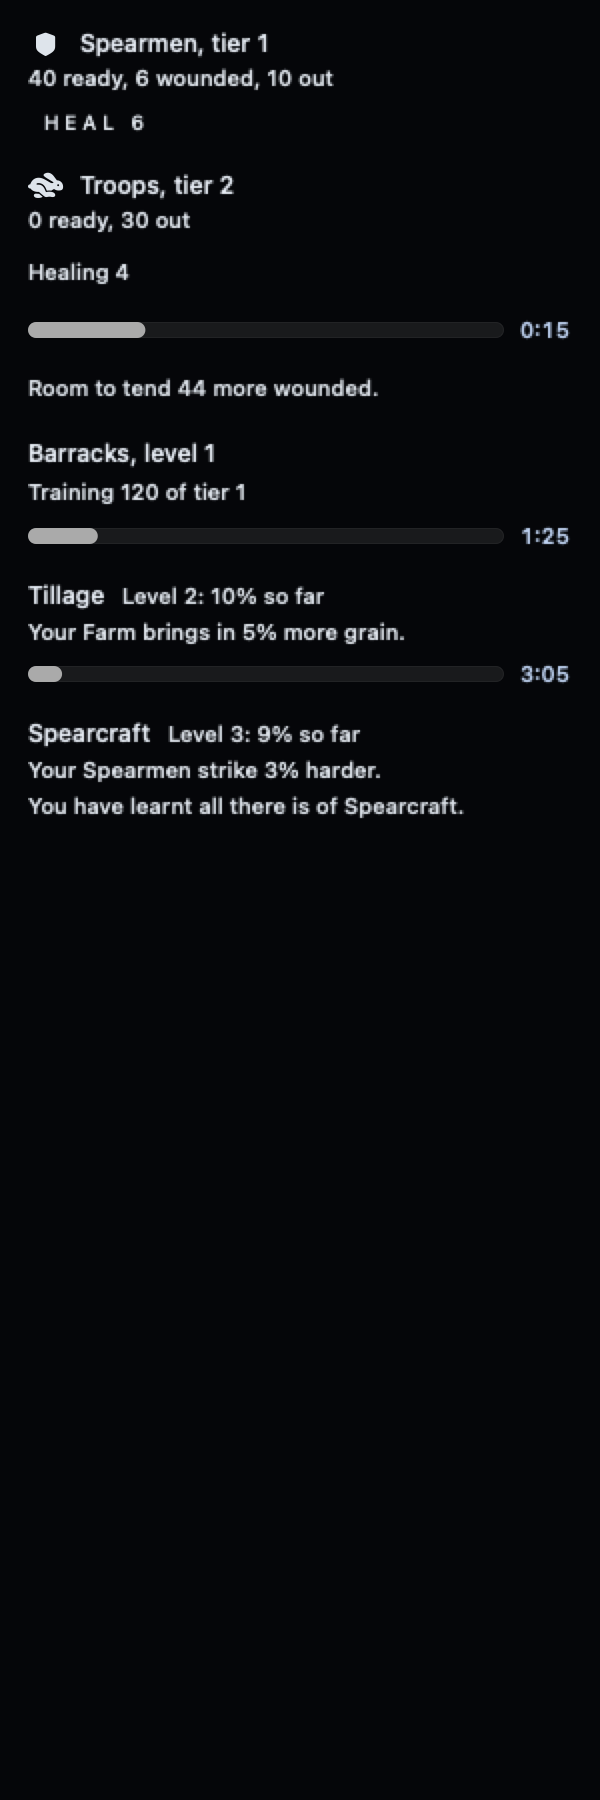 Spearmen, tier 1
40 ready, 6 wounded, 10 out
HEAL 6
Troops, tier 2
0 ready, 30 out
Healing 4
0:15
Room to tend 44 more wounded.
Barracks, level 1
Training 120 of tier 1
1:25
Tillage Level 2: 10% so far
Your Farm brings in 5% more grain.
3:05
Spearcraft Level 3: 9% so far
Your Spearmen strike 3% harder.
You have learnt all there is of Spearcraft.